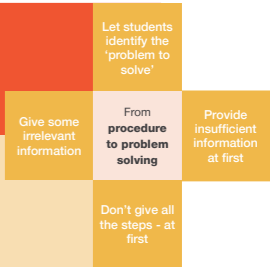 Let students
identify the
‘problem to
solve’
Give some
irrelevant
information
From
procedure
to problem
solving
Provide
insufficient
information
at first
Don’t give all
the steps - at
first